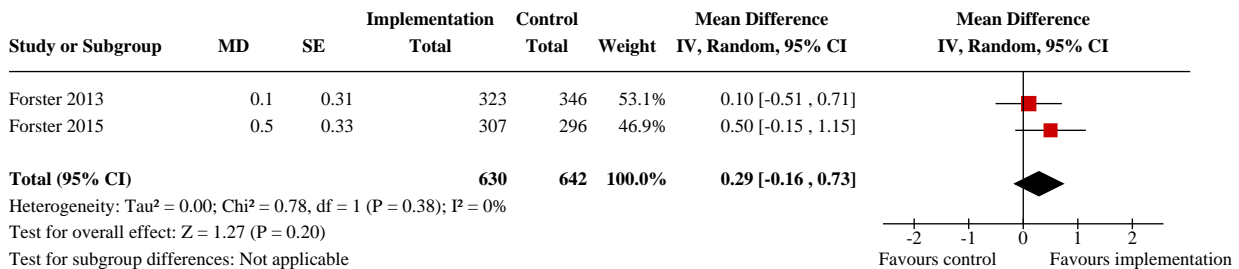 Implementation Control Mean Difference Mean Difference
Study or Subgroup MD SE Total Total Weight IV, Random, 95% CI IV, Random, 95% CI
Forster 2013 0.1 0.31 323 346 53.1% 0.10 [-0.51 , 0.71]
Forster 2015 0.5 0.33 307 296 46.9% 0.50 [-0.15 , 1.15]
Total (95% CI) 630 642 100.0% 0.29 [-0.16 , 0.73]
Heterogeneity: Tau² = 0.00; Chi² = 0.78, df = 1 (P = 0.38); I² = 0%
Test for overall effect: Z = 1.27 (P = 0.20)
Test for subgroup differences: Not applicable
-2 -1 0 1 2
Favours control Favours implementation